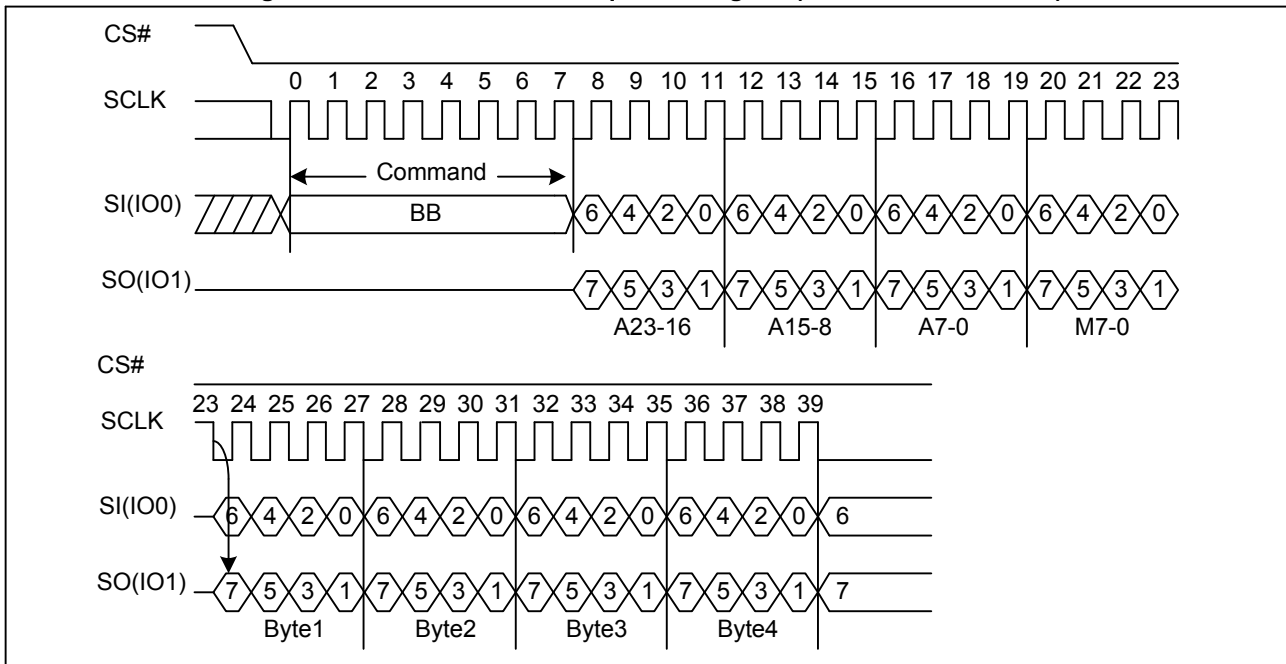 CS#
0 1 2 3 4 5 6 7 8 9 10 11 12 13 14 15 16 17 18 19 20 21 22 23
SCLK
Command
SI(IO0) BB 6 4 2 0 6 4 2 0 6 4 2 0 6 4 2 0
SO(IO1) 7 5 3 1 7 5 3 1 7 5 3 1 7 5 3 1
A23-16 A15-8 A7-0 M7-0
CS#
23 24 25 26 27 28 29 30 31 32 33 34 35 36 37 38 39
SCLK
SI(IO0) 6 4 2 0 6 4 2 0 6 4 2 0 6 4 2 0 6
SO(IO1) 7 5 3 1 7 5 3 1 7 5 3 1 7 5 3 1 7
Byte1 Byte2 Byte3 Byte4